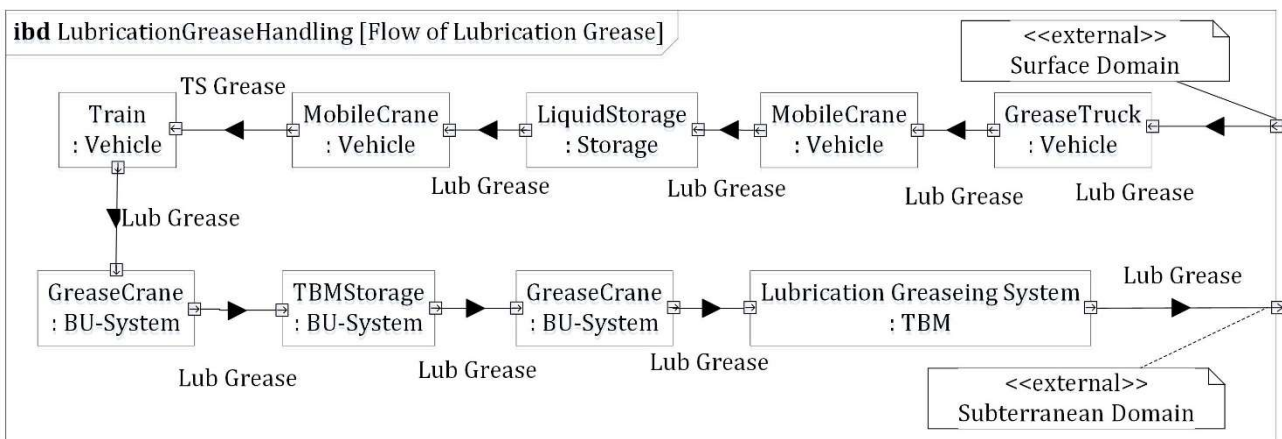 ibd LubricationGreaseHandling [Flow of Lubrication Grease]
<<external>>
Surface Domain
TS Grease
Train
: Vehicle
MobileCrane
: Vehicle
LiquidStorage
: Storage
MobileCrane
: Vehicle
GreaseTruck
: Vehicle
Lub Grease
Lub Grease
Lub Grease
Lub Grease
Lub Grease
GreaseCrane
: BU-System
TBMStorage
: BU-System
GreaseCrane
: BU-System
Lubrication Greaseing System
: TBM
Lub Grease
Lub Grease
Lub Grease
Lub Grease
<<external>>
Subterranean Domain